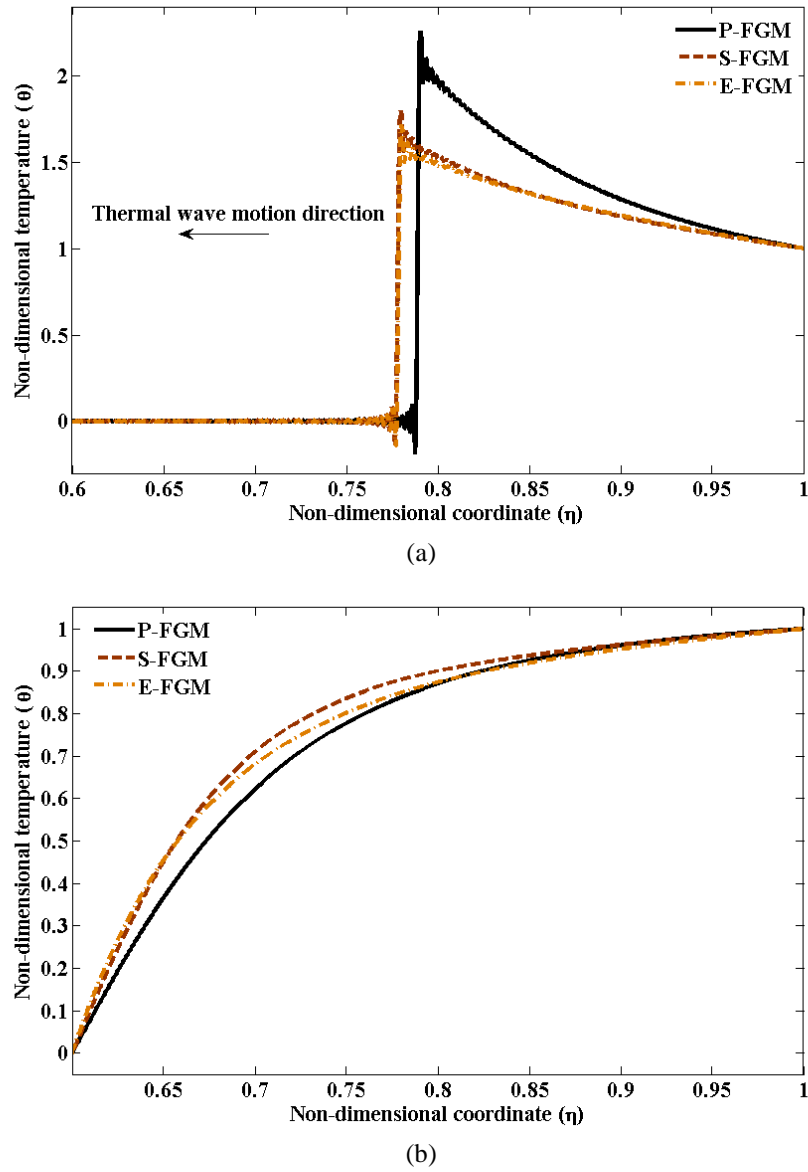 P-FGM
S-FGM
E-FGM
2
1.5
1
0.5
0
Non-dimensional temperature ( θ)
Thermal wave motion direction
0.6 0.65 0.7 0.75 0.8 0.85 0.9 0.95 1
Non-dimensional coordinate (η)
(a)
P-FGM
S-FGM
E-FGM
1
0.9
0.8
0.7
0.6
0.5
0.4
0.3
0.2
0.1
0
Non-dimensional temperature ( θ)
0.65 0.7 0.75 0.8 0.85 0.9 0.95 1
Non-dimensional coordinate (η)
(b)